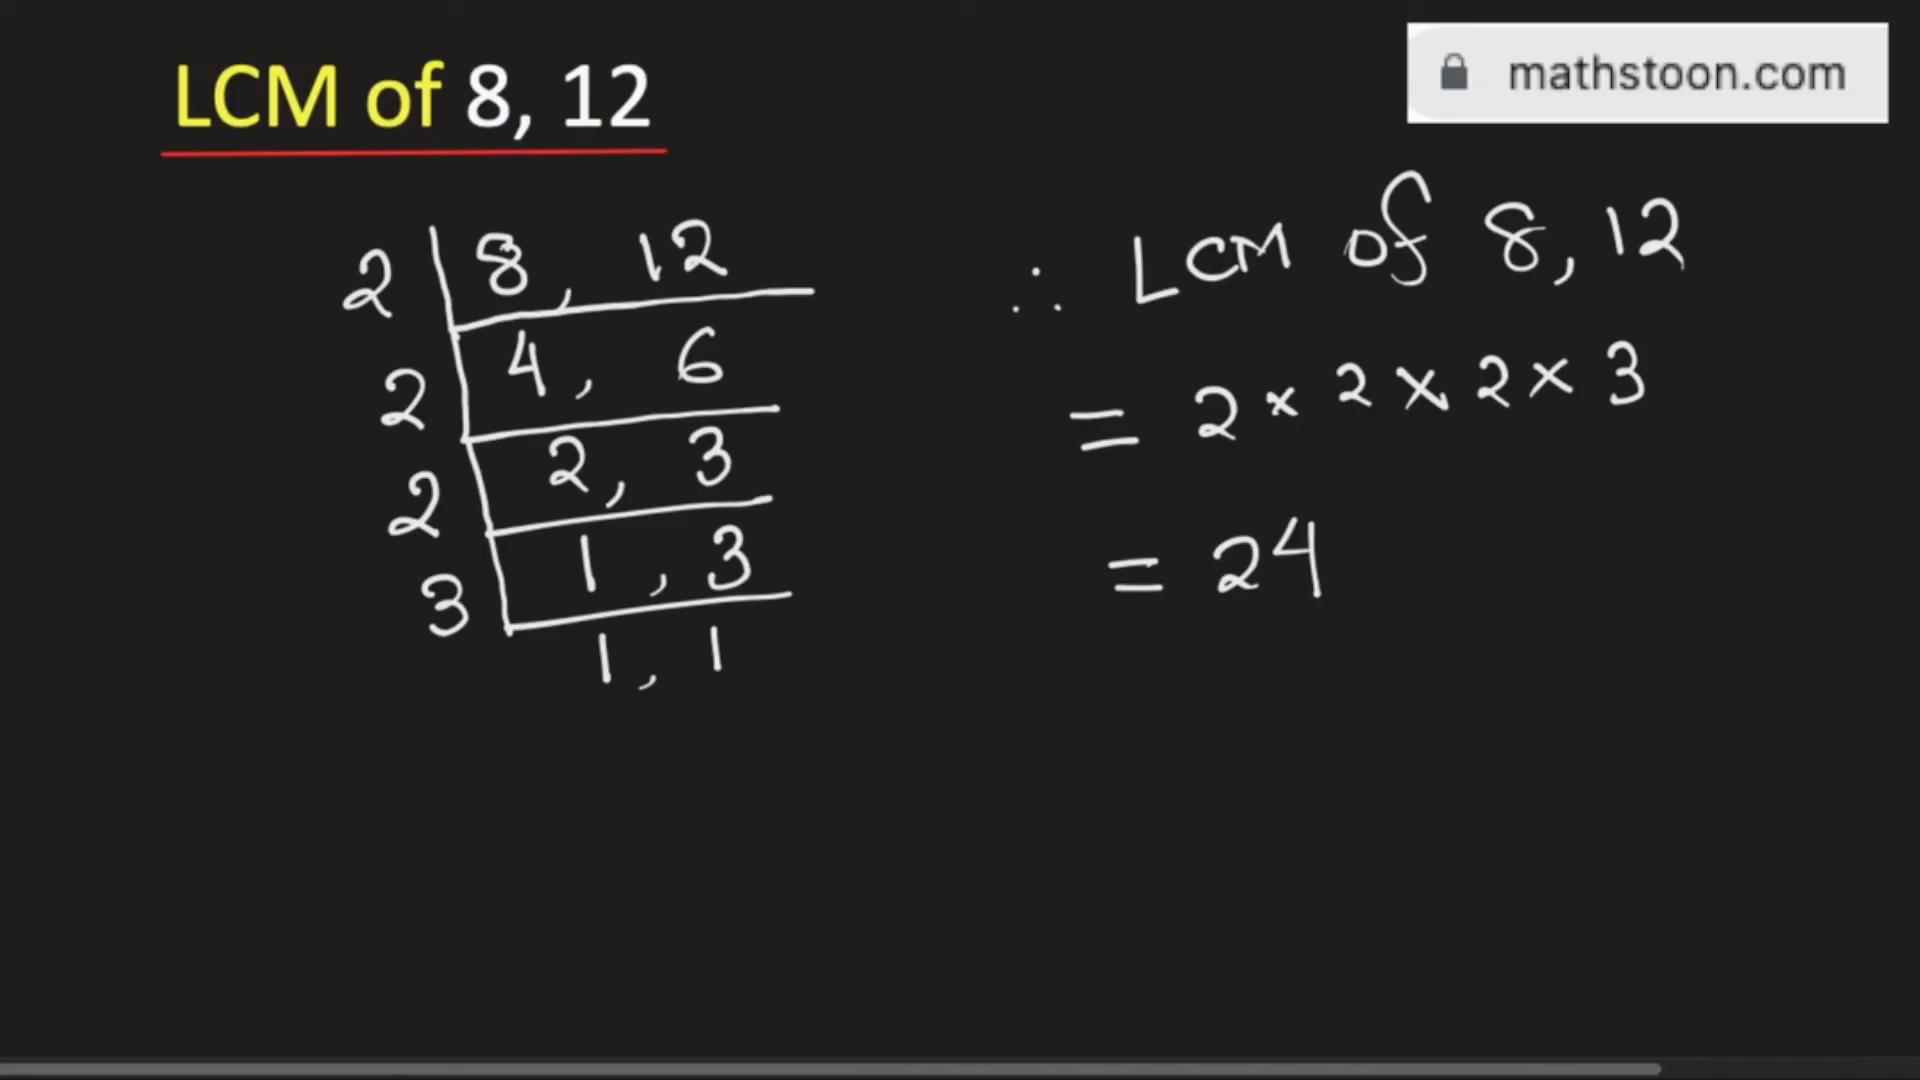 LCM of 8, 12
mathstoon.com
2 | 8, 12
2 | 4, 6
2 | 2, 3
3 | 1, 3
1, 1
∴ LCM of 8, 12
= 2 × 2 × 2 × 3
= 24